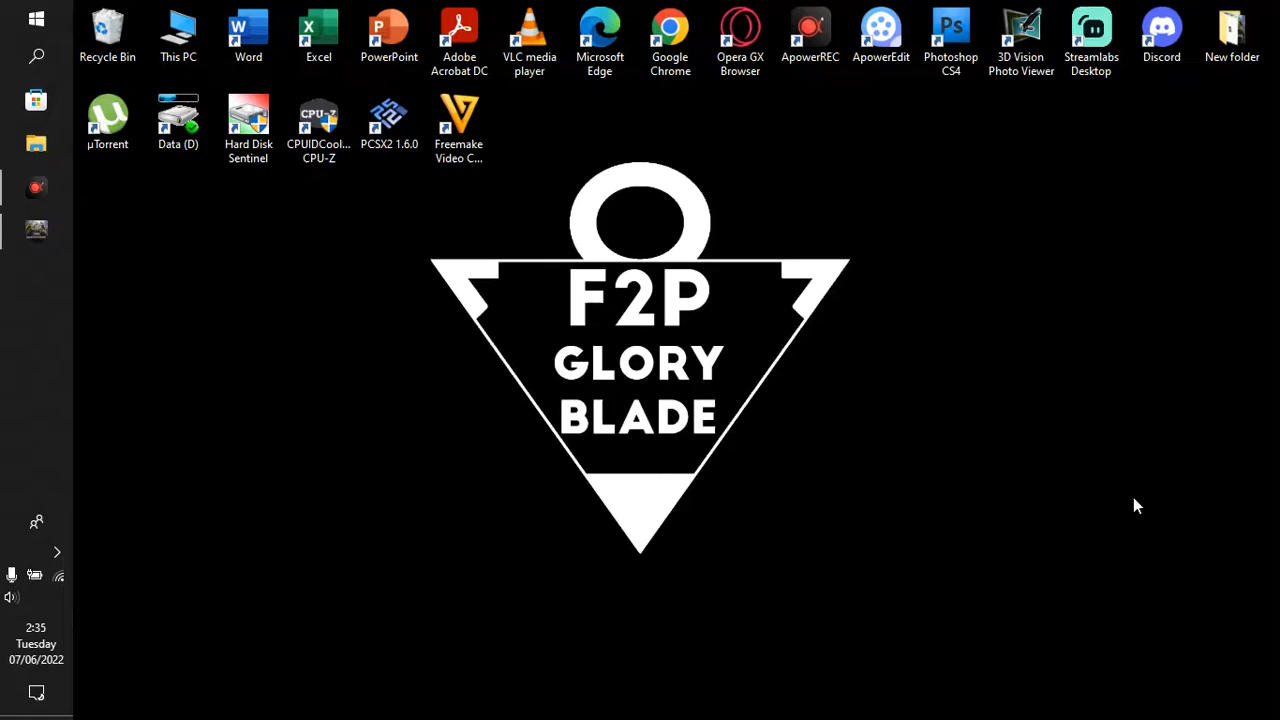 Recycle Bin
This PC
Word
Excel
PowerPoint
Adobe
Acrobat DC
VLC media
player
Microsoft
Edge
Google
Chrome
Opera GX
Browser
ApowerREC
ApowerEdit
Photoshop
CS4
3D Vision
Photo Viewer
Streamlabs
Desktop
Discord
New folder
µTorrent
Data (D)
Hard Disk
Sentinel
CPUIDCool...
CPU-Z
PCSX2 1.6.0
Freemake
Video C...
W
X
P
Ps
CPU-Z
F2P
GLORY
BLADE
2:35
Tuesday
07/06/2022